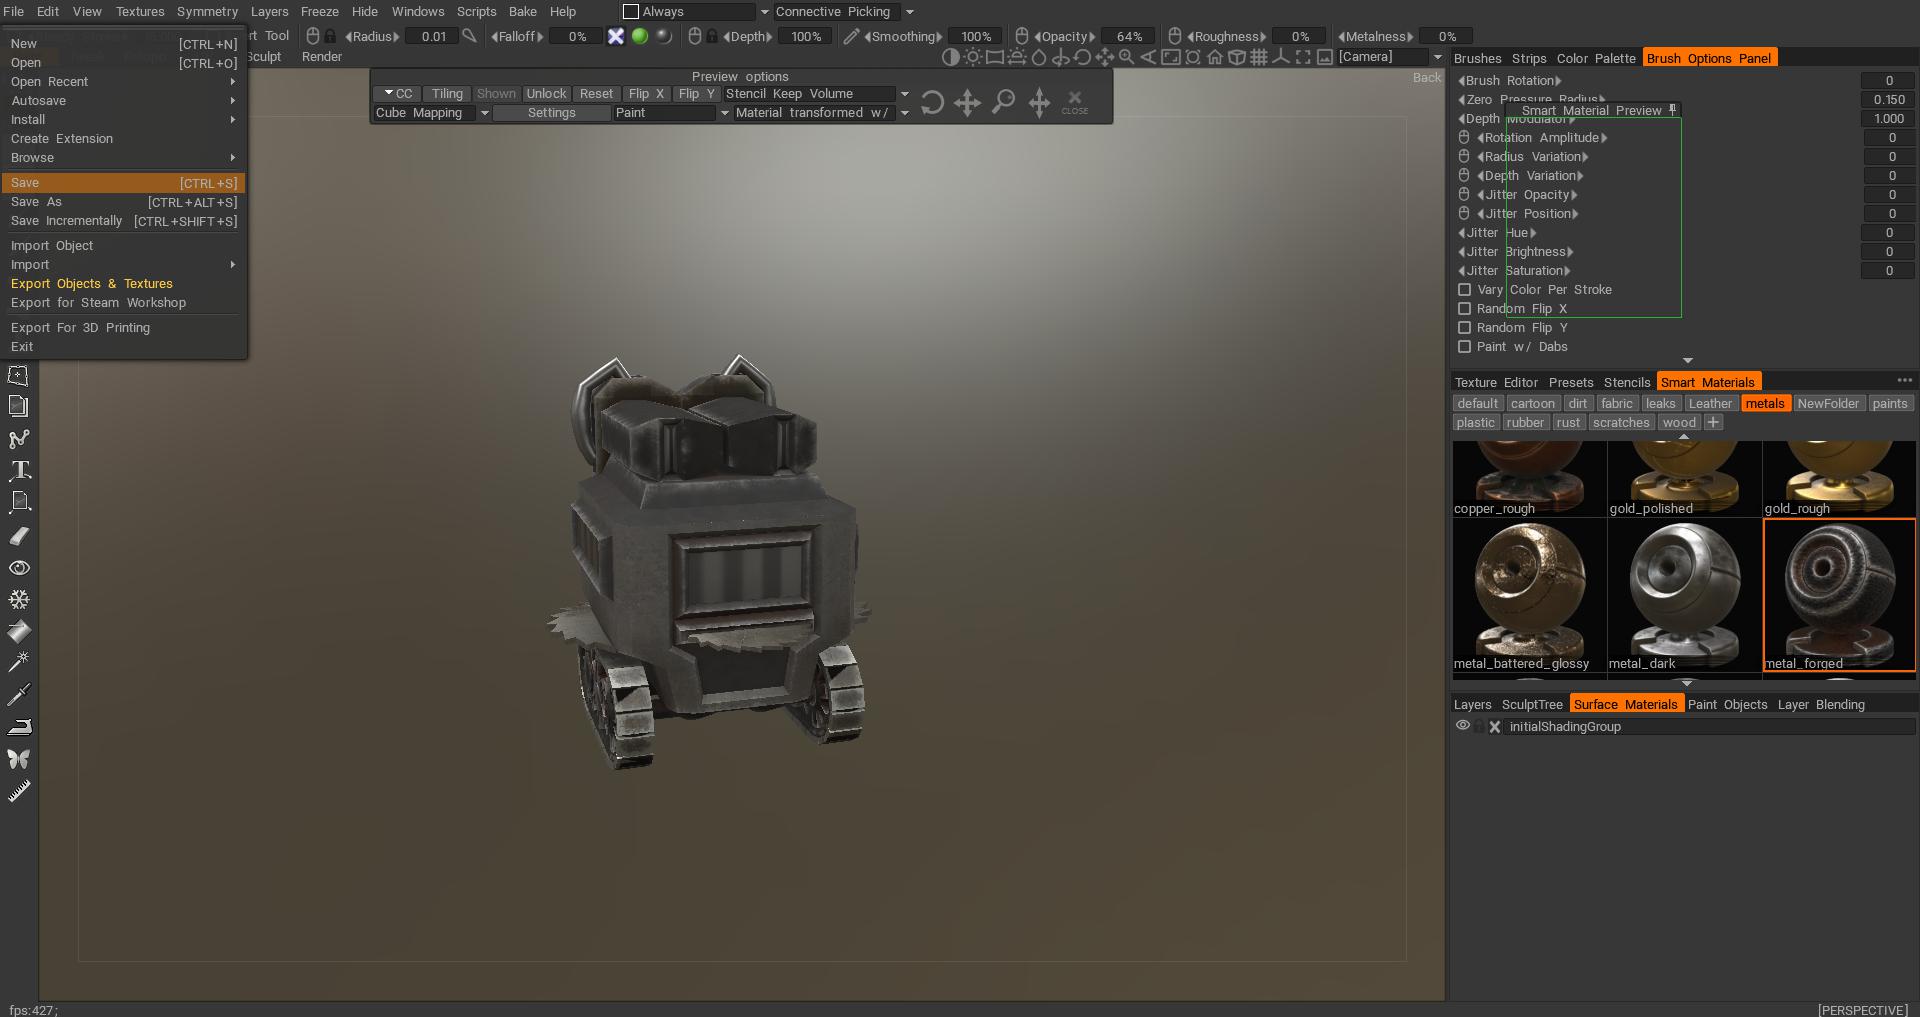 File Edit View Textures Symmetry Layers Freeze Hide Windows Scripts Bake Help Always Connective Picking
rt Tool Radius 0.01 Falloff 0% Depth 100% Smoothing 100% Opacity 64% Roughness 0% Metalness 0%
culpt Render [Camera]
New [CTRL+N]
Open [CTRL+O]
Open Recent
Autosave
Install
Create Extension
Browse
Save [CTRL+S]
Save As [CTRL+ALT+S]
Save Incrementally [CTRL+SHIFT+S]
Import Object
Import
Export Objects & Textures
Export for Steam Workshop
Export For 3D Printing
Exit
Preview options
CC Tiling Shown Unlock Reset Flip X Flip Y Stencil Keep Volume
Cube Mapping Settings Paint Material transformed w/ CLOSE
Back
Brushes Strips Color Palette Brush Options Panel
Brush Rotation 0
Zero Pressure Radius 0.150
Smart Material Preview
Depth Modulator 1.000
Rotation Amplitude 0
Radius Variation 0
Depth Variation 0
Jitter Opacity 0
Jitter Position 0
Jitter Hue 0
Jitter Brightness 0
Jitter Saturation 0
Vary Color Per Stroke
Random Flip X
Random Flip Y
Paint w/ Dabs
Texture Editor Presets Stencils Smart Materials
default cartoon dirt fabric leaks Leather metals NewFolder paints
plastic rubber rust scratches wood +
copper_rough gold_polished gold_rough
metal_battered_glossy metal_dark metal_forged
Layers SculptTree Surface Materials Paint Objects Layer Blending
initialShadingGroup
fps:427; [PERSPECTIVE]